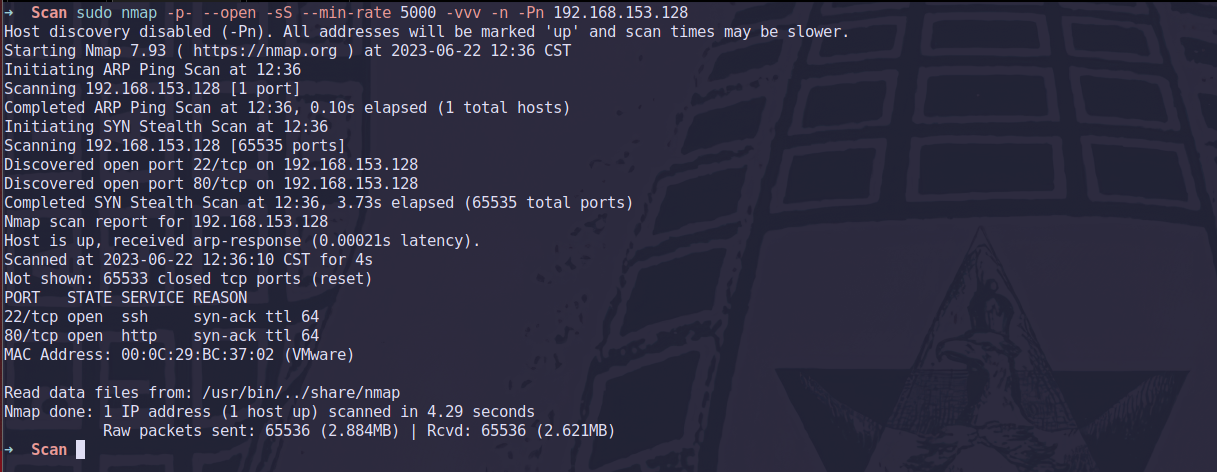 →  Scan sudo nmap -p- --open -sS --min-rate 5000 -vvv -n -Pn 192.168.153.128
Host discovery disabled (-Pn). All addresses will be marked 'up' and scan times may be slower.
Starting Nmap 7.93 ( https://nmap.org ) at 2023-06-22 12:36 CST
Initiating ARP Ping Scan at 12:36
Scanning 192.168.153.128 [1 port]
Completed ARP Ping Scan at 12:36, 0.10s elapsed (1 total hosts)
Initiating SYN Stealth Scan at 12:36
Scanning 192.168.153.128 [65535 ports]
Discovered open port 22/tcp on 192.168.153.128
Discovered open port 80/tcp on 192.168.153.128
Completed SYN Stealth Scan at 12:36, 3.73s elapsed (65535 total ports)
Nmap scan report for 192.168.153.128
Host is up, received arp-response (0.00021s latency).
Scanned at 2023-06-22 12:36:10 CST for 4s
Not shown: 65533 closed tcp ports (reset)
PORT   STATE SERVICE REASON
22/tcp open  ssh     syn-ack ttl 64
80/tcp open  http    syn-ack ttl 64
MAC Address: 00:0C:29:BC:37:02 (VMware)
Read data files from: /usr/bin/../share/nmap
Nmap done: 1 IP address (1 host up) scanned in 4.29 seconds
           Raw packets sent: 65536 (2.884MB) | Rcvd: 65536 (2.621MB)
→  Scan